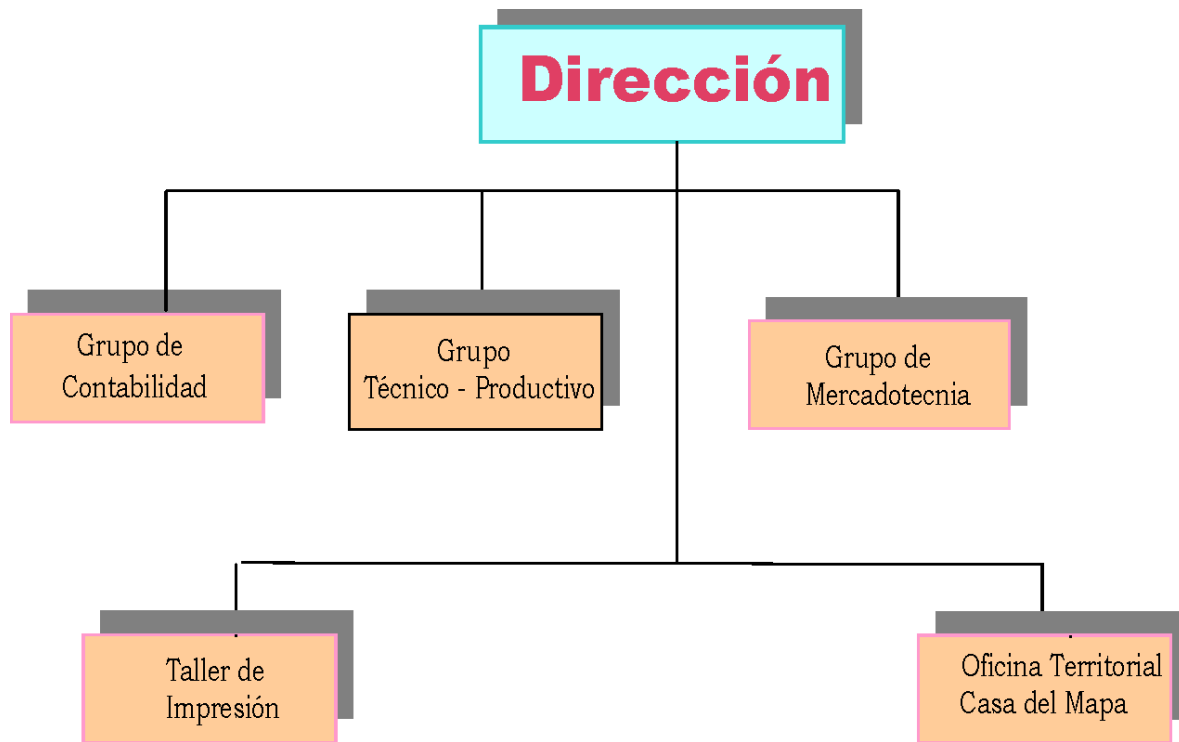 Dirección
Grupo de
Contabilidad
Grupo
Técnico - Productivo
Grupo de
Mercadotecnia
Taller de
Impresión
Oficina Territorial
Casa del Mapa